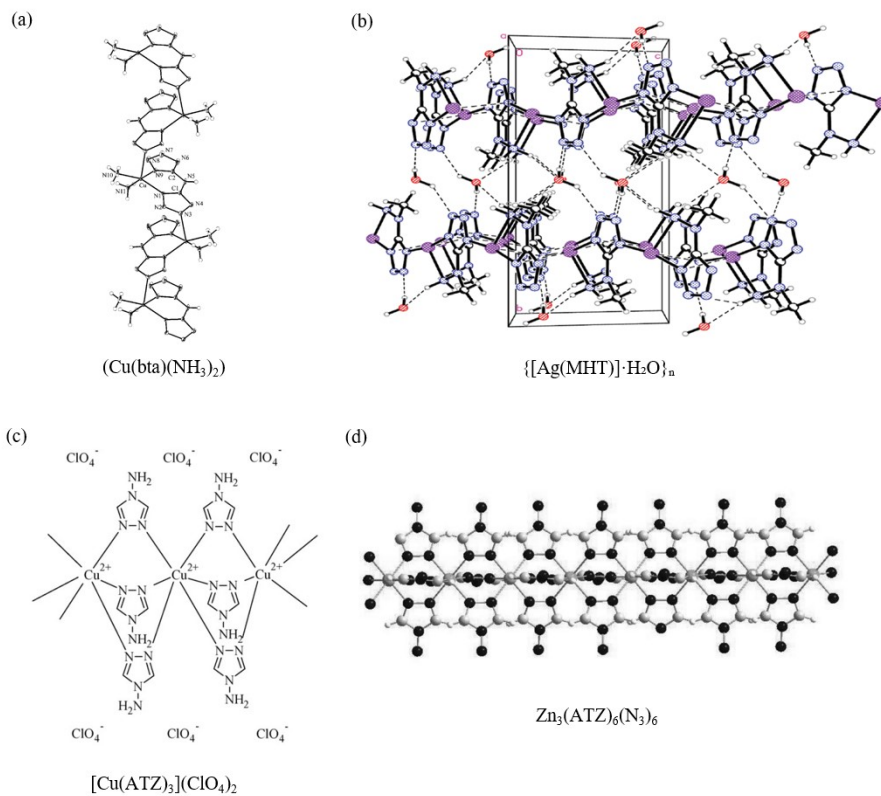 (a)
N7
N8 N6
N10 N9 C2 N5
Cu
N11 C1
N1 N4
N2 N3
(Cu(bta)(NH₃)₂)
(b)
{[Ag(MHT)]·H₂O}ₙ
(c)
ClO₄⁻ ClO₄⁻ ClO₄⁻
NH₂ NH₂
N N
N-N N-N
Cu²⁺ Cu²⁺ Cu²⁺
N-N N-N
N N
NH₂ NH₂
N-N N-N
N N
H₂N NH₂
ClO₄⁻ ClO₄⁻ ClO₄⁻
[Cu(ATZ)₃](ClO₄)₂
(d)
Zn₃(ATZ)₆(N₃)₆